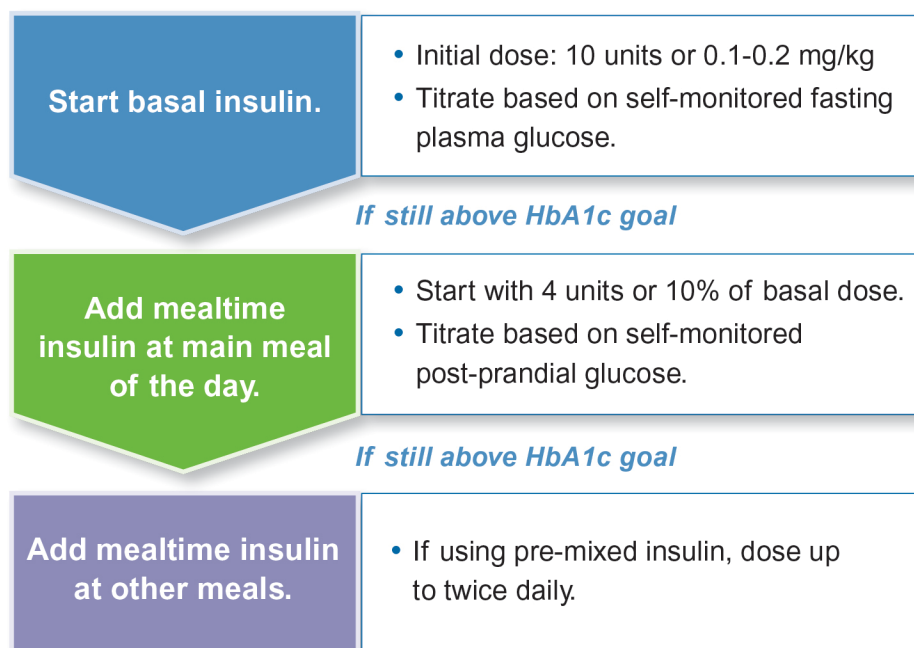 Start basal insulin.
• Initial dose: 10 units or 0.1-0.2 mg/kg
• Titrate based on self-monitored fasting
plasma glucose.
If still above HbA1c goal
Add mealtime
insulin at main meal
of the day.
• Start with 4 units or 10% of basal dose.
• Titrate based on self-monitored
post-prandial glucose.
If still above HbA1c goal
Add mealtime insulin
at other meals.
• If using pre-mixed insulin, dose up
to twice daily.